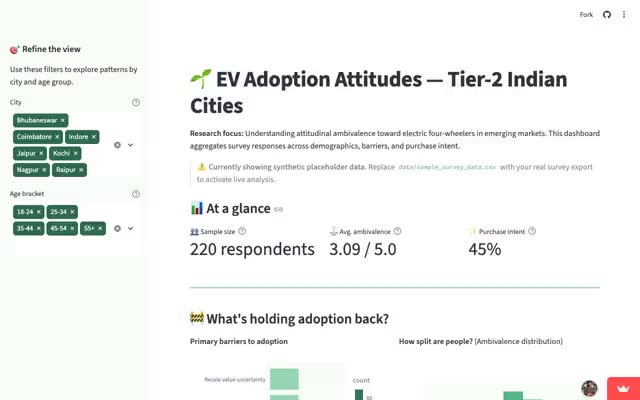 Fork
🎯 Refine the view
Use these filters to explore patterns by
city and age group.
City
Bhubaneswar ×
Coimbatore × Indore ×
Jaipur × Kochi ×
Nagpur × Raipur ×
Age bracket
18-24 × 25-34 ×
35-44 × 45-54 × 55+ ×
🌱 EV Adoption Attitudes — Tier-2 Indian
Cities
Research focus: Understanding attitudinal ambivalence toward electric four-wheelers in emerging markets. This dashboard
aggregates survey responses across demographics, barriers, and purchase intent.
⚠️ Currently showing synthetic placeholder data. Replace data/sample_survey_data.csv with your real survey export
to activate live analysis.
📊 At a glance
👥 Sample size
220 respondents
⚖️ Avg. ambivalence
3.09 / 5.0
✨ Purchase intent
45%
🚧 What's holding adoption back?
Primary barriers to adoption
How split are people? (Ambivalence distribution)
Resale value uncertainty
count
80